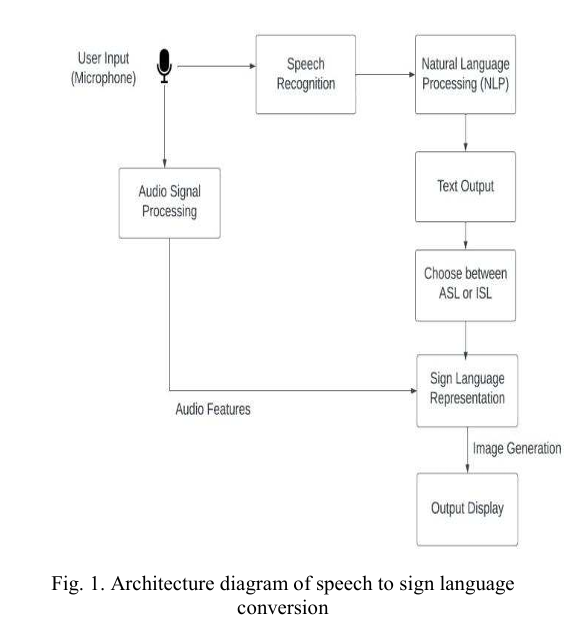 User Input
(Microphone)
Speech
Recognition
Natural Language
Processing (NLP)
Audio Signal
Processing
Text Output
Choose between
ASL or ISL
Sign Language
Representation
Audio Features
Image Generation
Output Display
Fig. 1. Architecture diagram of speech to sign language
conversion